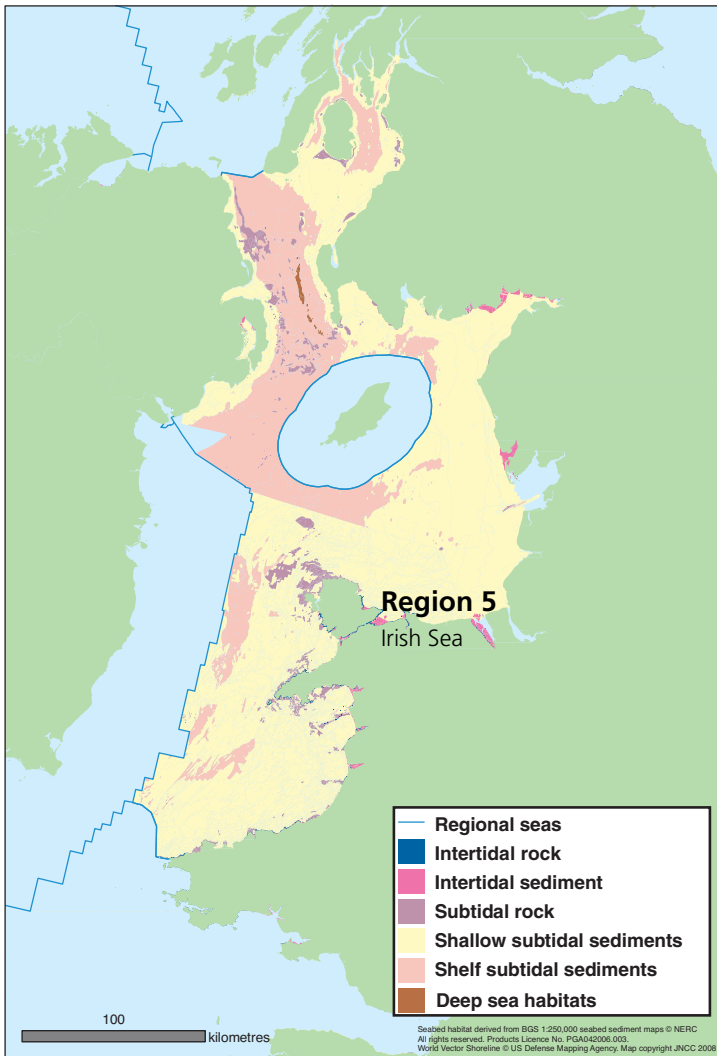 Region 5
Irish Sea
Regional seas
Intertidal rock
Intertidal sediment
Subtidal rock
Shallow subtidal sediments
Shelf subtidal sediments
Deep sea habitats
100
kilometres
Seabed habitat derived from BGS 1:250,000 seabed sediment maps © NERC
All rights reserved. Products Licence No. PGA042006.003.
World Vector Shoreline © US Defense Mapping Agency. Map copyright JNCC 2008